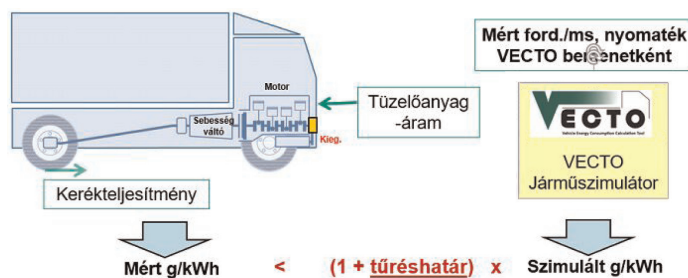 Mért ford./ms, nyomaték
VECTO bemenetként
Motor
Sebesség
váltó
Kieg.
Tüzelőanyag
-áram
VECTO
Vehicle Energy Consumption Calculation Tool
VECTO
Járműszimulátor
Kerékteljesítmény
Mért g/kWh < (1 + tűréshatár) x Szimulált g/kWh